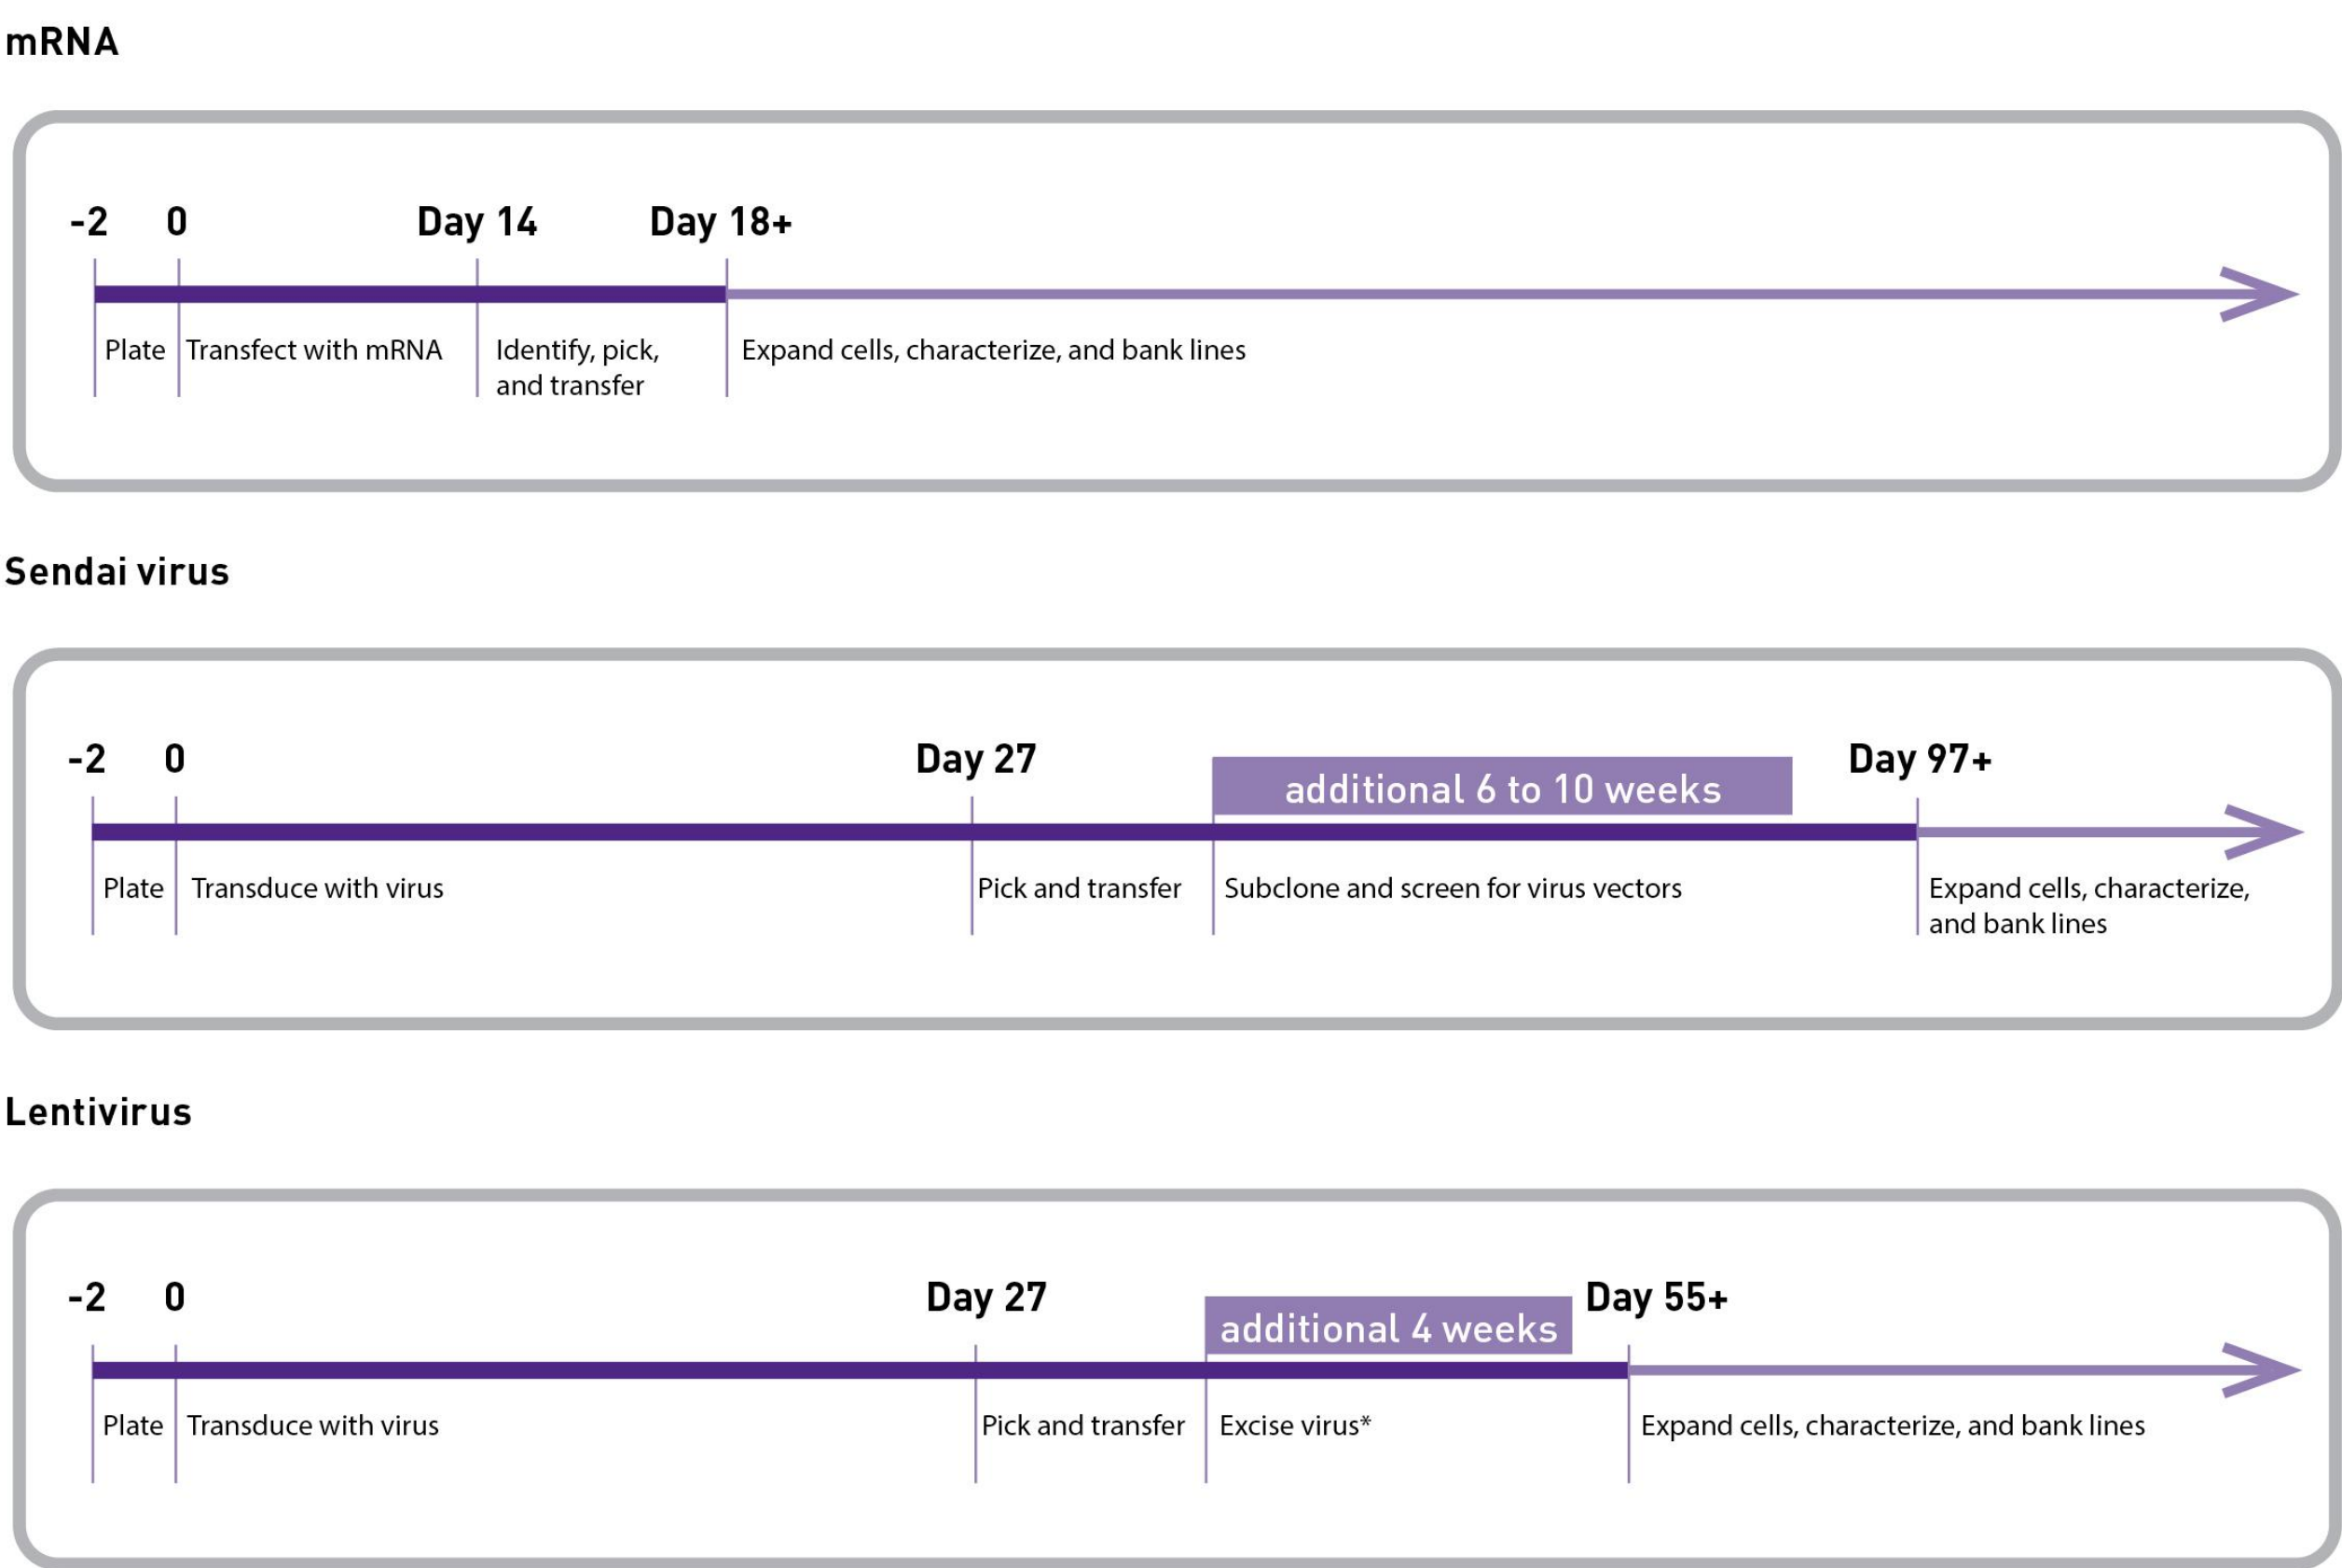 mRNA
-2 0 Day 14 Day 18+
Plate Transfect with mRNA Identify, pick, Expand cells, characterize, and bank lines
and transfer
Sendai virus
-2 0 Day 27 additional 6 to 10 weeks Day 97+
Plate Transduce with virus Pick and transfer Subclone and screen for virus vectors Expand cells, characterize,
and bank lines
Lentivirus
-2 0 Day 27 additional 4 weeks Day 55+
Plate Transduce with virus Pick and transfer Excise virus* Expand cells, characterize, and bank lines